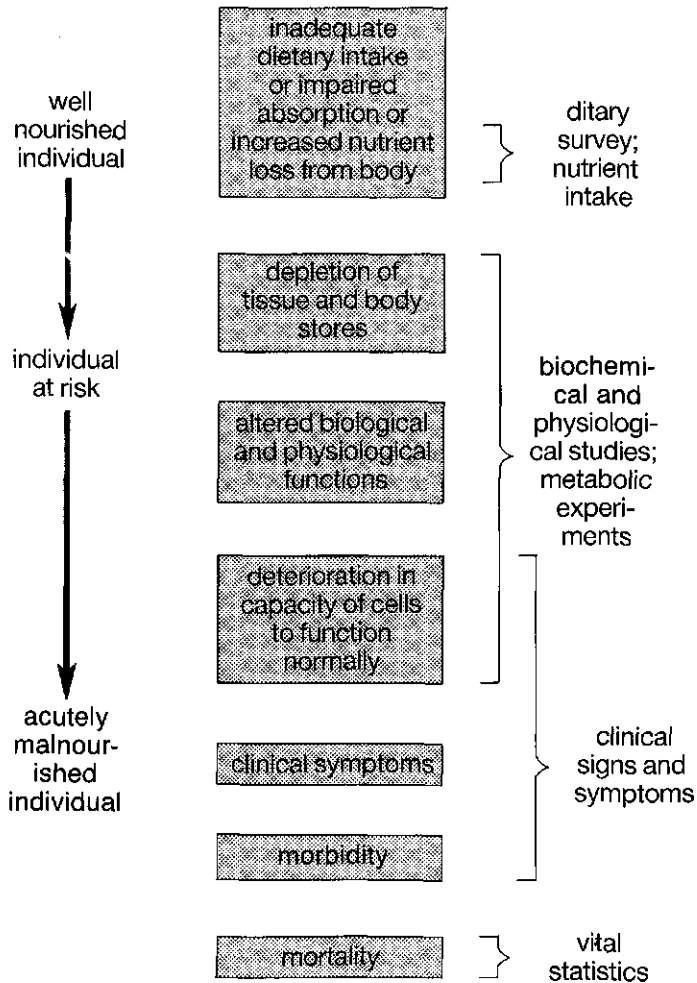 well
nourished
individual
inadequate
dietary intake
or impaired
absorption or
increased nutrient
loss from body
ditary
survey;
nutrient
intake
depletion of
tissue and body
stores
individual
at risk
altered biological
and physiological
functions
biochemi-
cal and
physiologi-
cal studies;
metabolic
experi-
ments
deterioration in
capacity of cells
to function
normally
acutely
malnour-
ished
individual
clinical symptoms
clinical
signs and
symptoms
morbidity
mortality
vital
statistics